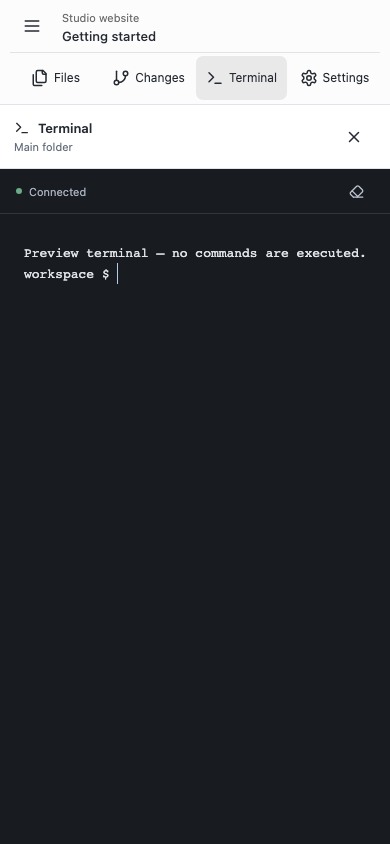 Studio website
Getting started
Files
Changes
Terminal
Settings
Terminal
Main folder
Connected
Preview terminal — no commands are executed.
workspace $